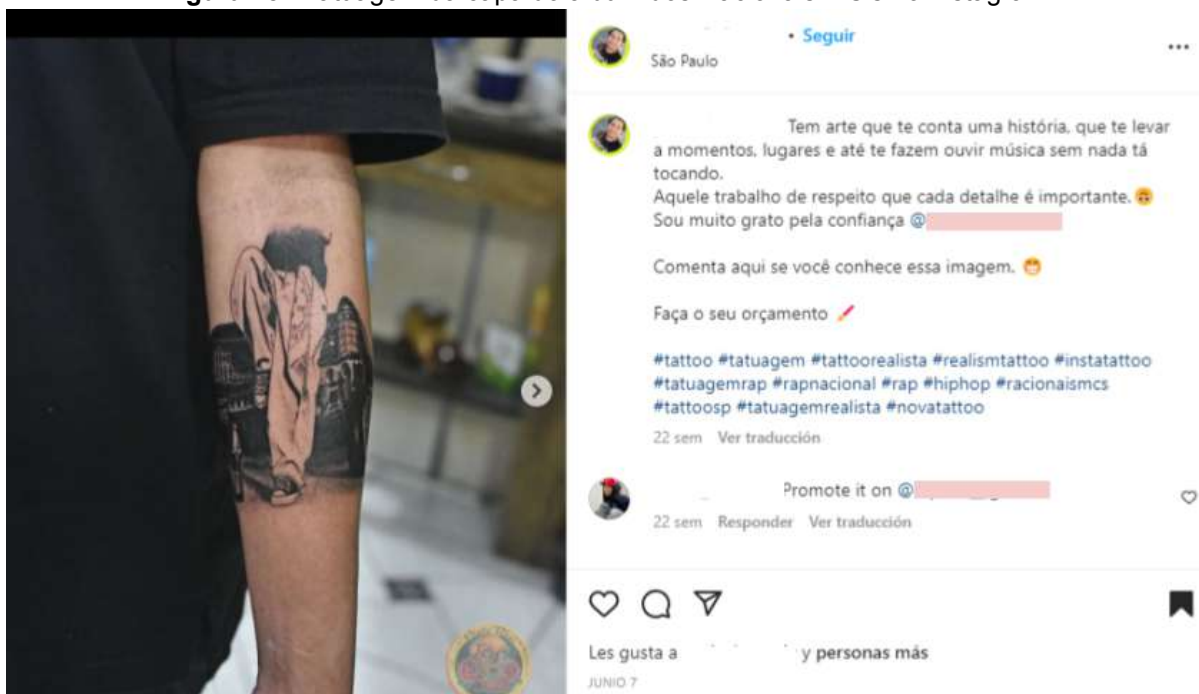 • Seguir
São Paulo
Tem arte que te conta uma história, que te levar
a momentos, lugares e até te fazem ouvir música sem nada tá
tocando.
Aquele trabalho de respeito que cada detalhe é importante. 🙃
Sou muito grato pela confiança @
Comenta aqui se você conhece essa imagem. 😁
Faça o seu orçamento 🖌️
#tattoo #tatuagem #tattoorealista #realismtattoo #instatattoo
#tatuagemrap #rapnacional #rap #hiphop #racionaismcs
#tattoosp #tatuagemrealista #novatattoo
22 sem Ver traducción
Promote it on @
22 sem Responder Ver traducción
Les gusta a y personas más
JUNIO 7